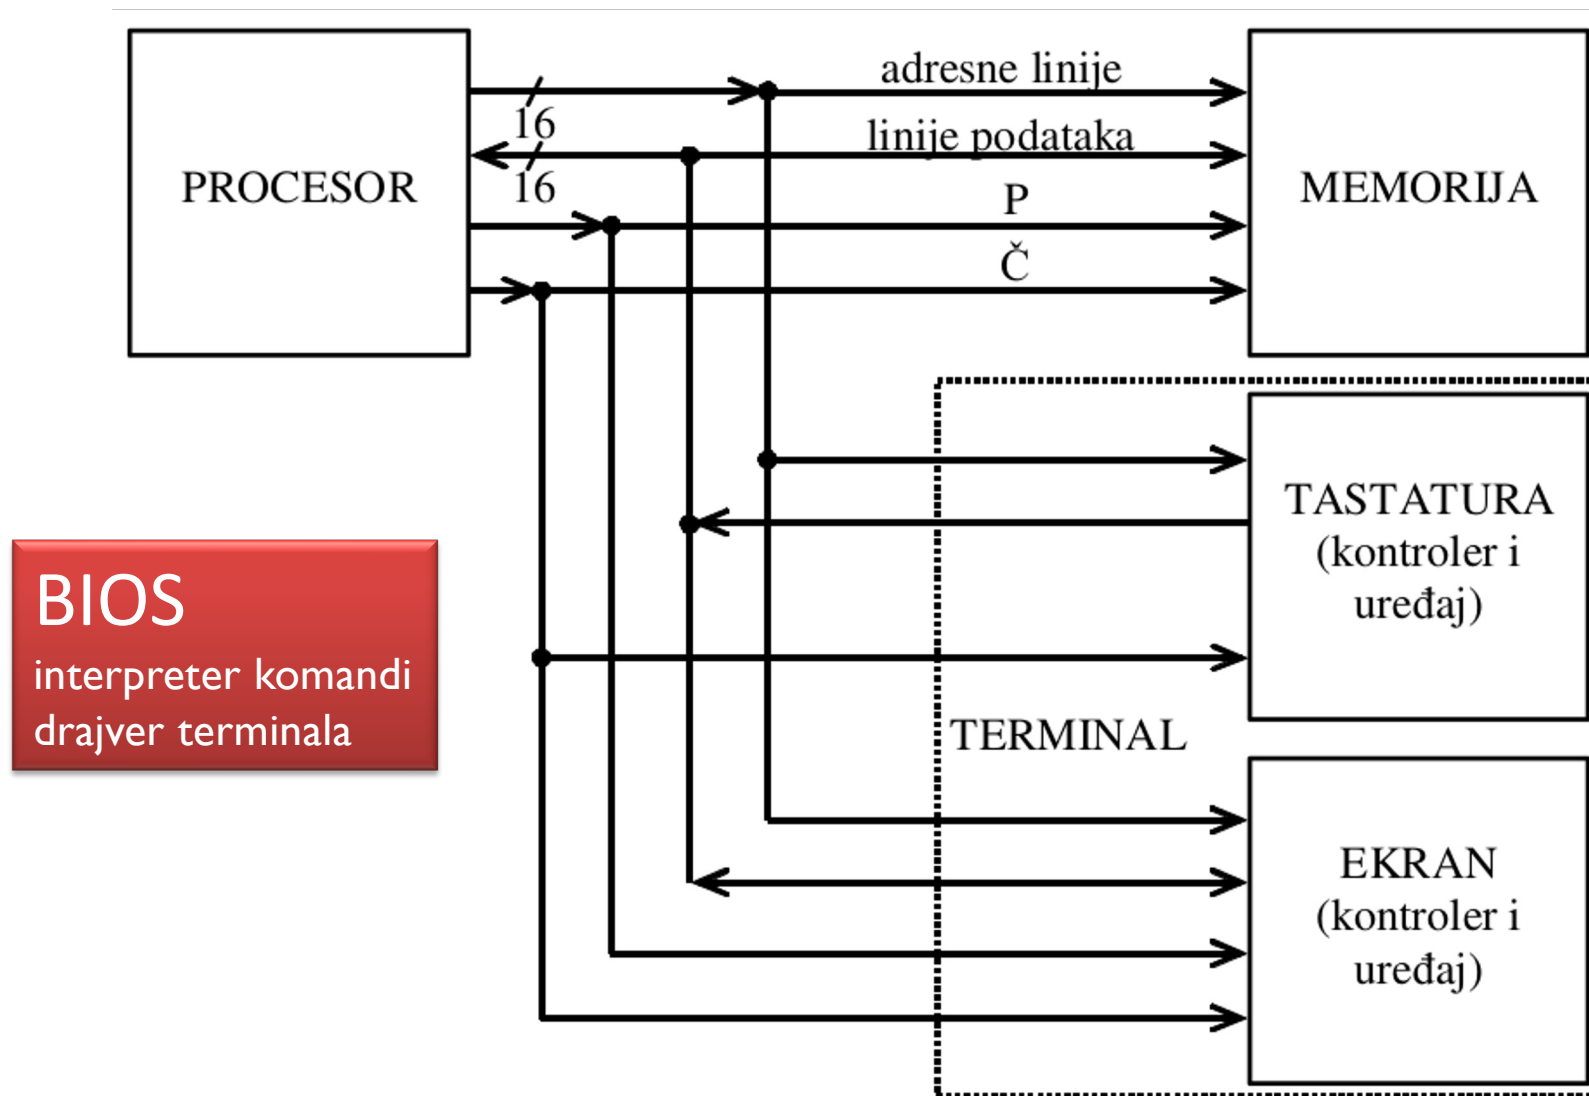 adresne linije
16
linije podataka
PROCESOR
16
P
MEMORIJA
Č
TASTATURA
(kontroler i
uređaj)
BIOS
interpreter komandi
drajver terminala
TERMINAL
EKRAN
(kontroler i
uređaj)